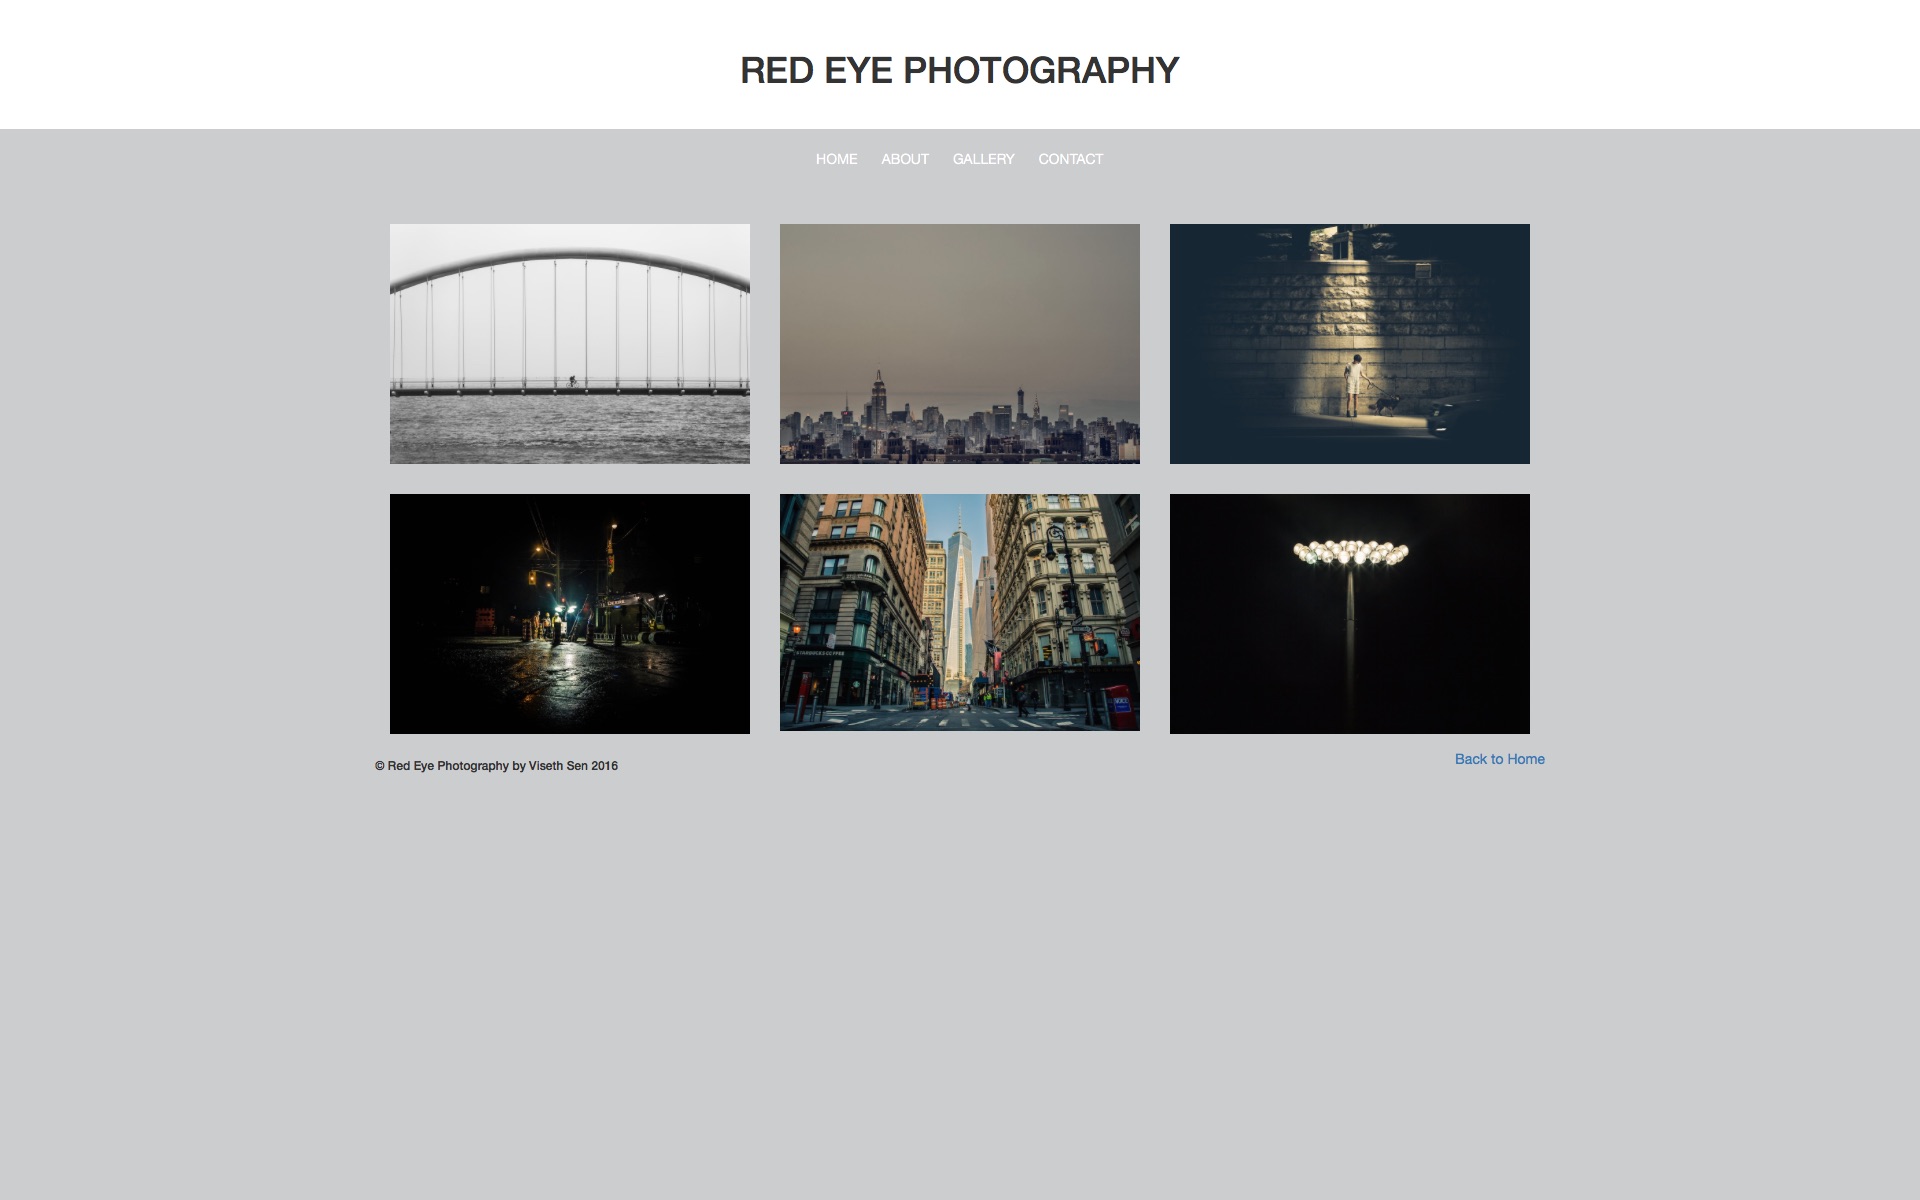 RED EYE PHOTOGRAPHY
HOME ABOUT GALLERY CONTACT
© Red Eye Photography by Viseth Sen 2016
Back to Home